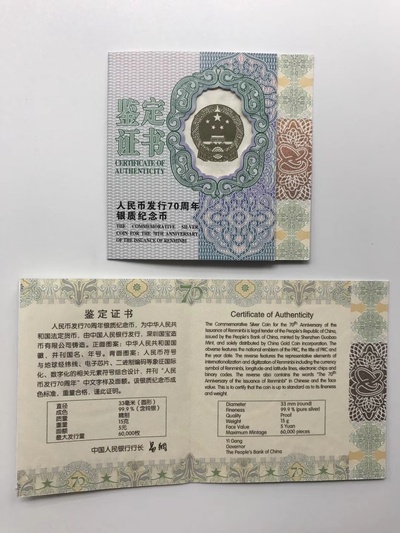 鉴定
证书
CERTIFICATE OF
AUTHENTICITY
人民币发行70周年
银质纪念币
THE COMMEMORATIVE SILVER
COIN FOR THE 70TH ANNIVERSARY
OF THE ISSUANCE OF RENMINBI
70
鉴定证书
人民币发行70周年银质纪念币，为中华人民共
和国法定货币，由中国人民银行发行，深圳国宝造
币有限公司铸造。正面图案：中华人民共和国国
徽，并刊国名、年号。背面图案：人民币符号
与地球经纬线、电子芯片、二进制编码等象征国际
化、数字化的相关元素符号组合设计，并刊“人
民币发行70周年”中文字样及面额。该银质纪念币成
色标准，重量合格，谨此证明。
直径 33毫米（圆形）
成色 99.9％（含纯银）
质量 精制
重量 15克
面额 5元
最大发行量 60,000枚
中国人民银行行长
Certificate of Authenticity
The Commemorative Silver Coin for the 70th Anniversary of the
Issuance of Renminbi is legal tender of the People's Republic of China,
issued by the People's Bank of China, minted by Shenzhen Guobao
Mint, and solely distributed by China Gold Coin Incorporation. The
obverse features the national emblem of the PRC, the title of PRC and
the year date. The reverse features the representative elements of
internationalization and digitization of Renminbi including the currency
symbol of Renminbi, longitude and latitude lines, electronic chips and
binary codes. The reverse also contains the words "The 70th
Anniversary of the Issuance of Renminbi" in Chinese and the face
value. This is to certify that the coin is up to standard as to its fineness
and weight.
Diameter 33 mm (round)
Fineness 99.9 % (pure silver)
Quality Proof
Weight 15 g
Face Value 5 Yuan
Maximum Mintage 60,000 pieces
Yi Gang
Governor
The People's Bank of China